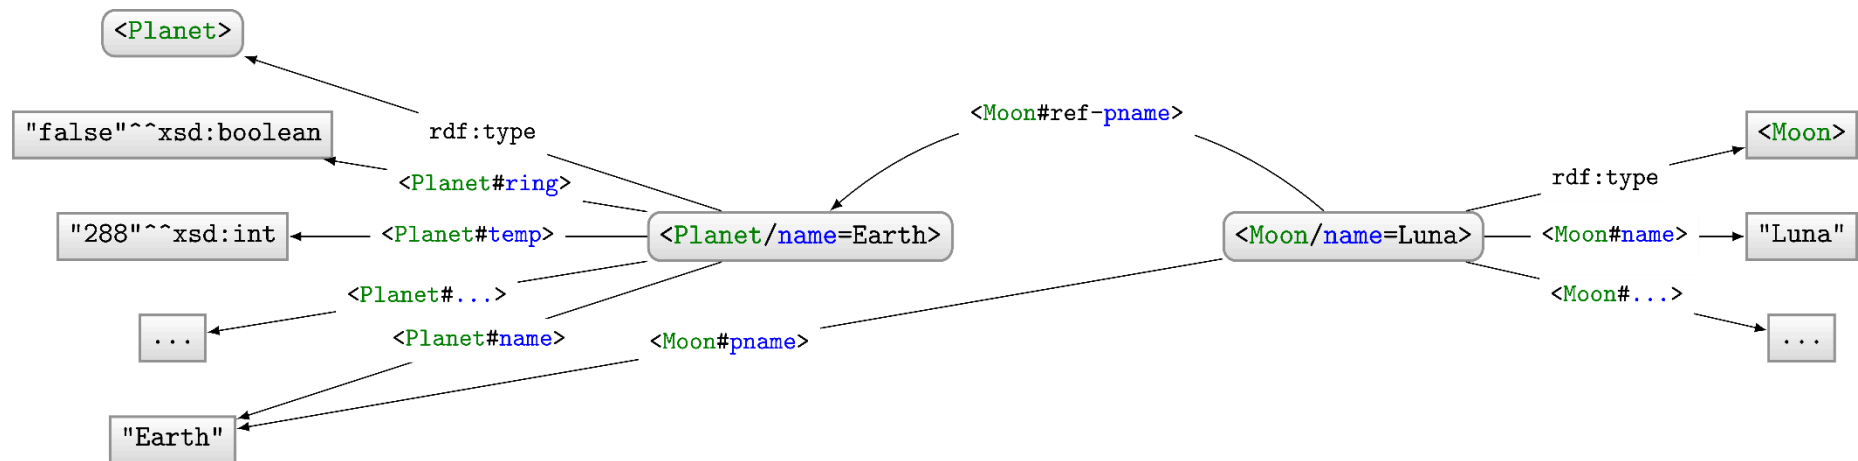 <Planet>
<Moon#ref-pname>
"false"^^xsd:boolean
rdf:type
<Moon>
rdf:type
<Planet#ring>
"288"^^xsd:int
<Planet#temp>
<Planet/name=Earth>
<Moon/name=Luna>
<Moon#name>
"Luna"
<Planet#...>
<Moon#...>
...
<Planet#name>
<Moon#pname>
...
"Earth"